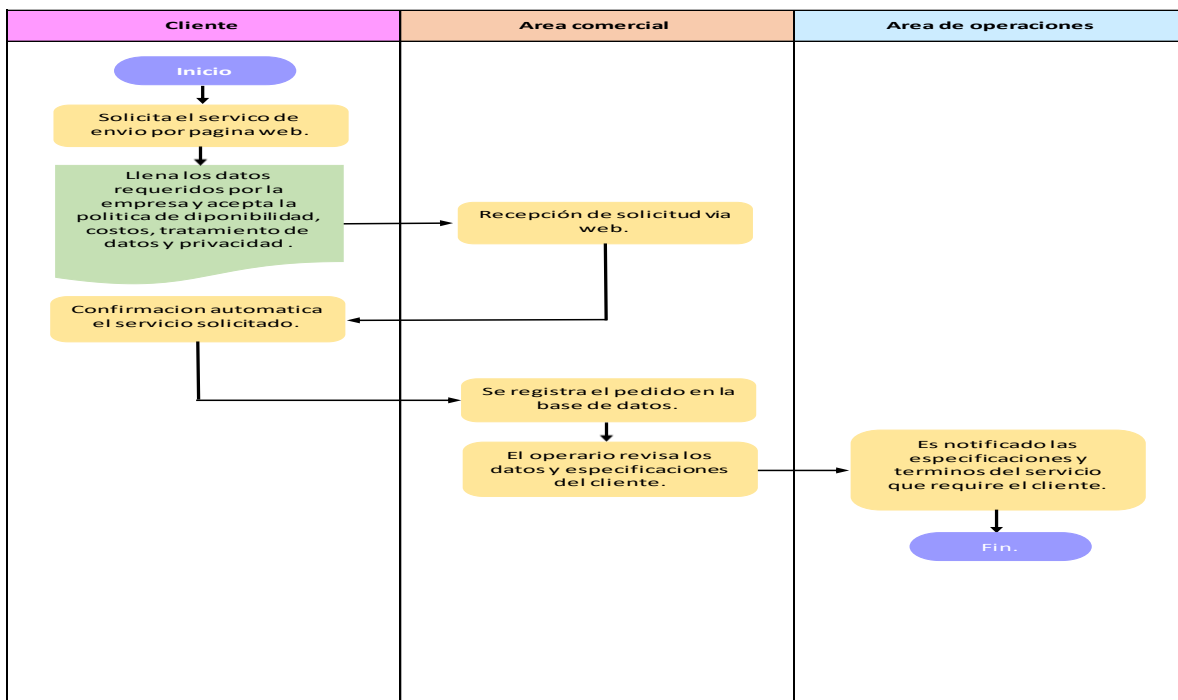 Cliente
Area comercial
Area de operaciones
Inicio
Solicita el servico de
envio por pagina web.
Llena los datos
requeridos por la
empresa y acepta la
politica de diponibilidad,
costos, tratamiento de
datos y privacidad .
Recepción de solicitud via
web.
Confirmacion automatica
el servicio solicitado.
Se registra el pedido en la
base de datos.
El operario revisa los
datos y especificaciones
del cliente.
Es notificado las
especificaciones y
terminos del servicio
que require el cliente.
Fin.